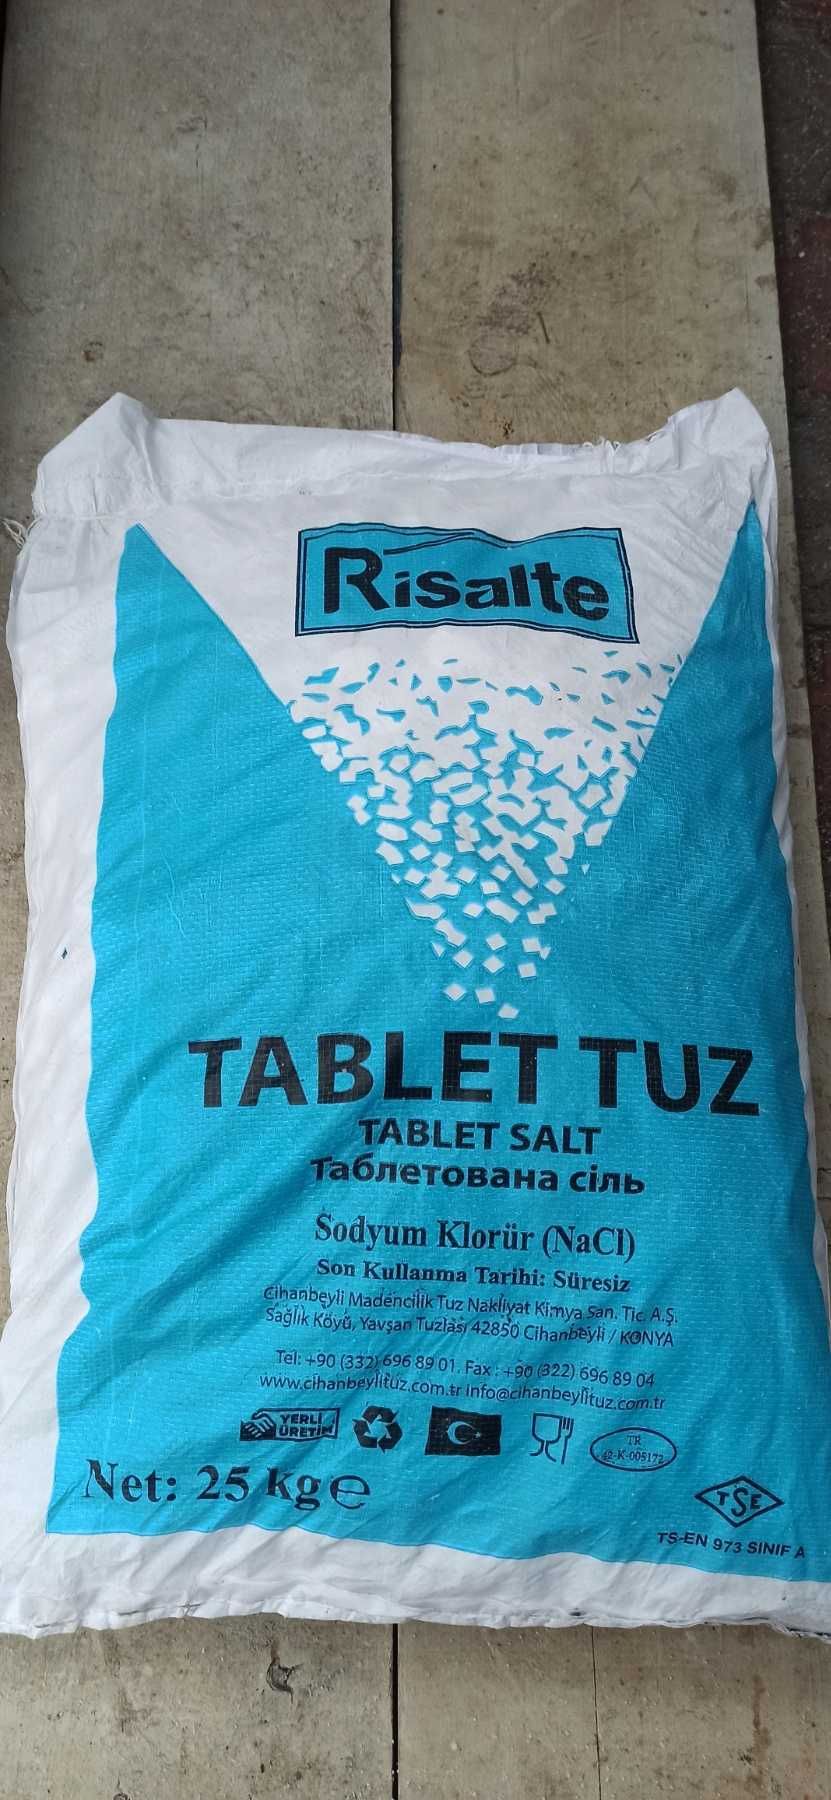 Risalte
TABLET TUZ
TABLET SALT
Таблетована сіль
Sodyum Klorür (NaCl)
Son Kullanma Tarihi: Süresiz
Cihanbeyli Madencilik Tuz Nakliyat Kimya San. Tic. A.Ş.
Sağlık Köyü, Yavşan Tuzlası 42850 Cihanbeyli / KONYA
Tel: +90 (332) 696 89 01. Fax : +90 (322) 696 89 04
www.cihanbeylituz.com.tr info@cihanbeylituz.com.tr
YERLİ
ÜRETİM
TR
42-K-005172
Net: 25 kg ℮
TSE
TS-EN 973 SINIF A